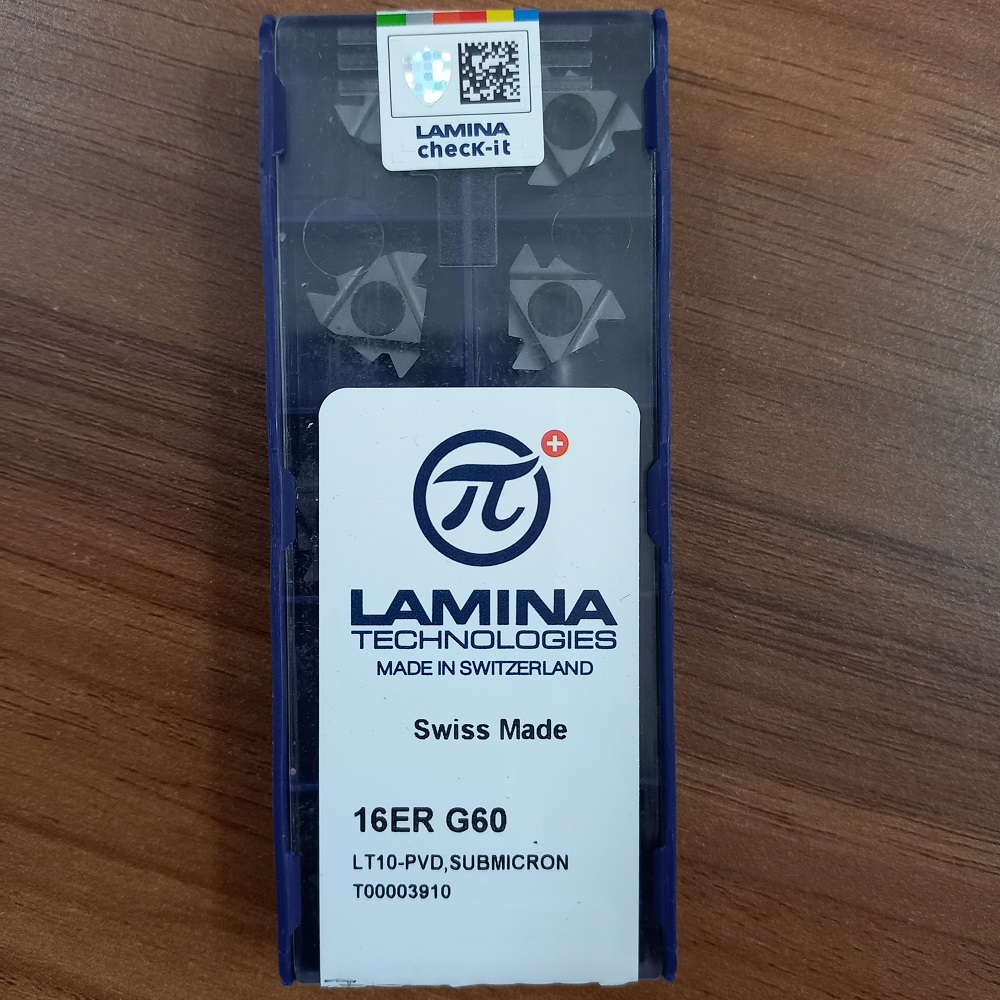 LAMINA
check-it
π
LAMINA
TECHNOLOGIES
MADE IN SWITZERLAND
Swiss Made
16ER G60
LT10-PVD,SUBMICRON
T00003910